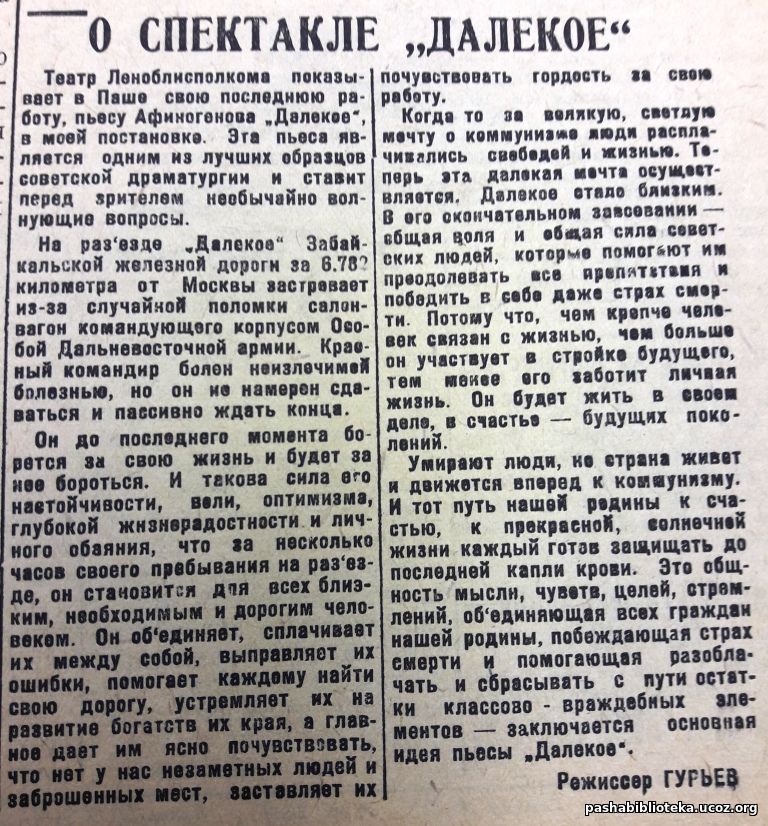 О СПЕКТАКЛЕ „ДАЛЕКОЕ“
Театр Леноблисполкома показы-
вает в Паше свою последнюю ра-
боту, пьесу Афиногенова „Далекое“,
в моей постановке. Эта пьеса яв-
ляется одним из лучших образцов
советской драматургии и ставит
перед зрителем необычайно вол-
нующие вопросы.
На раз'езде „Далекое“ Забай-
кальской железной дороги за
километра от Москвы застревает
из-за случайной поломки салон-
вагон командующего корпусом Осо-
бой Дальневосточной армии. Крас-
ный командир болен неизлечимой
болезнью, но он не намерен сда-
ваться и пассивно ждать конца.
Он до последнего момента бо-
рется за свою жизнь и будет за
нее бороться. И такова сила его
настойчивости, воли, оптимизма,
глубокой жизнерадостности и лич-
ного обаяния, что за несколько
часов своего пребывания на раз'ез-
де, он становится для всех близ-
ким, необходимым и дорогим чело-
веком. Он об'единяет, сплачивает
их между собой, выправляет их
ошибки, помогает каждому найти
свою дорогу, устремляет их на
развитие богатств их края, а глав-
ное дает им ясно почувствовать,
что нет у нас незаметных людей и
заброшенных мест, заставляет их
почувствовать гордость за свою
работу.
Когда то за великую, светлую
мечту о коммунизме люди распла-
чивались свободой и жизнью. Те-
перь эта далекая мечта осущест-
вляется. Далекое стало близким.
В его окончательном завоевании —
общая воля и общая сила совет-
ских людей, которые помогают им
преодолевать все препятствия и
победить в себе даже страх смер-
ти. Потому что, чем крепче чело-
век связан с жизнью, чем больше
он участвует в стройке будущего,
тем менее его заботит личная
жизнь. Он будет жить в своем
деле, в счастье — будущих поко-
лений.
Умирают люди, но страна живет
и движется вперед к коммунизму.
И тот путь нашей родины к сча-
стью, к прекрасной, солнечной
жизни каждый готов защищать до
последней капли крови. Это общ-
ность мысли, чувств, целей, стрем-
лений, об'единяющая всех граждан
нашей родины, побеждающая страх
смерти и помогающая разобла-
чать и сбрасывать с пути остат-
ки классово - враждебных эле-
ментов — заключается основная
идея пьесы „Далекое“.
Режиссер ГУРЬЕВ
pashabiblioteka.ucoz.org